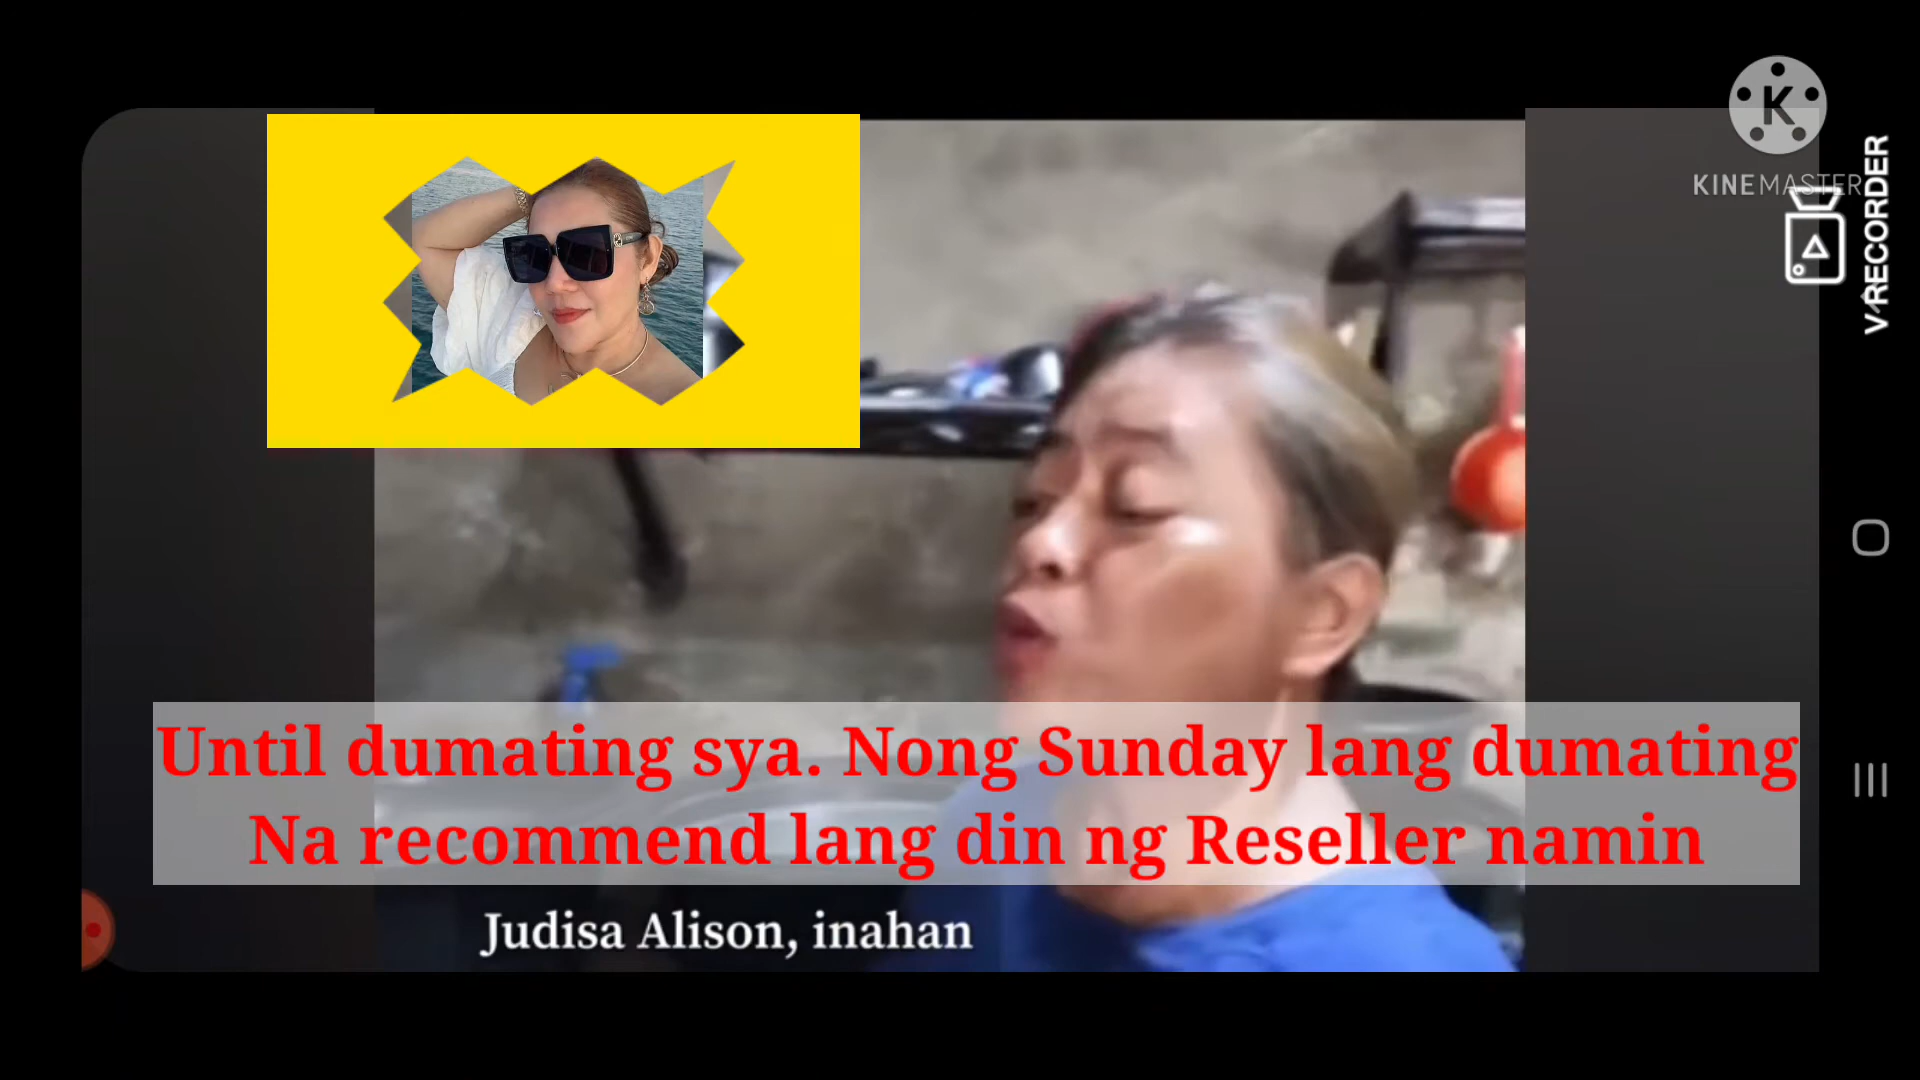 KINEMASTER
V RECORDER
Until dumating sya. Nong Sunday lang dumating
Na recommend lang din ng Reseller namin
Judisa Alison, inahan